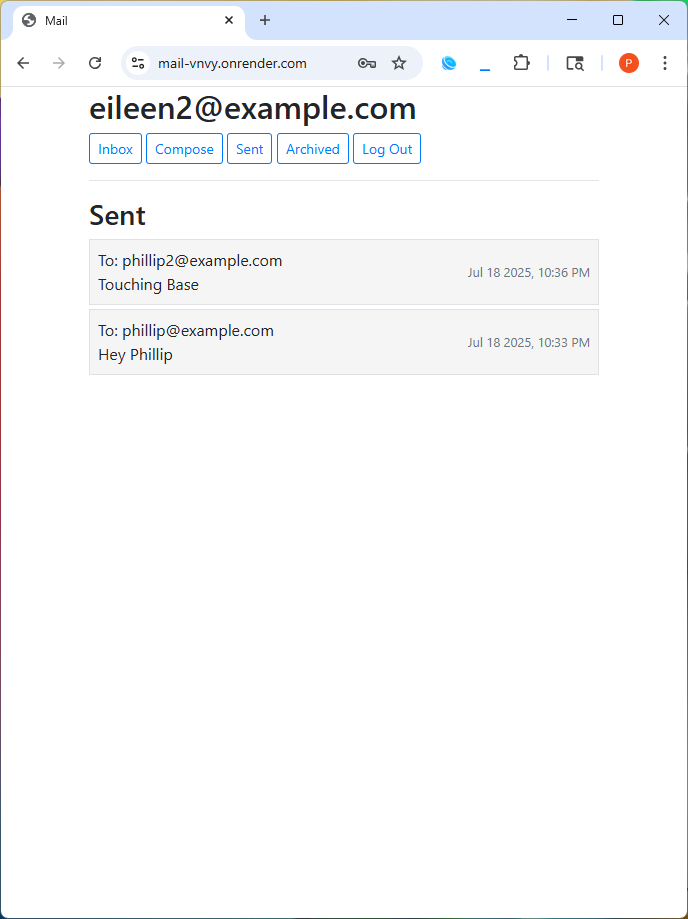 Mail
mail-vnvy.onrender.com
P
eileen2@example.com
Inbox Compose Sent Archived Log Out
Sent
To: phillip2@example.com
Touching Base
Jul 18 2025, 10:36 PM
To: phillip@example.com
Hey Phillip
Jul 18 2025, 10:33 PM